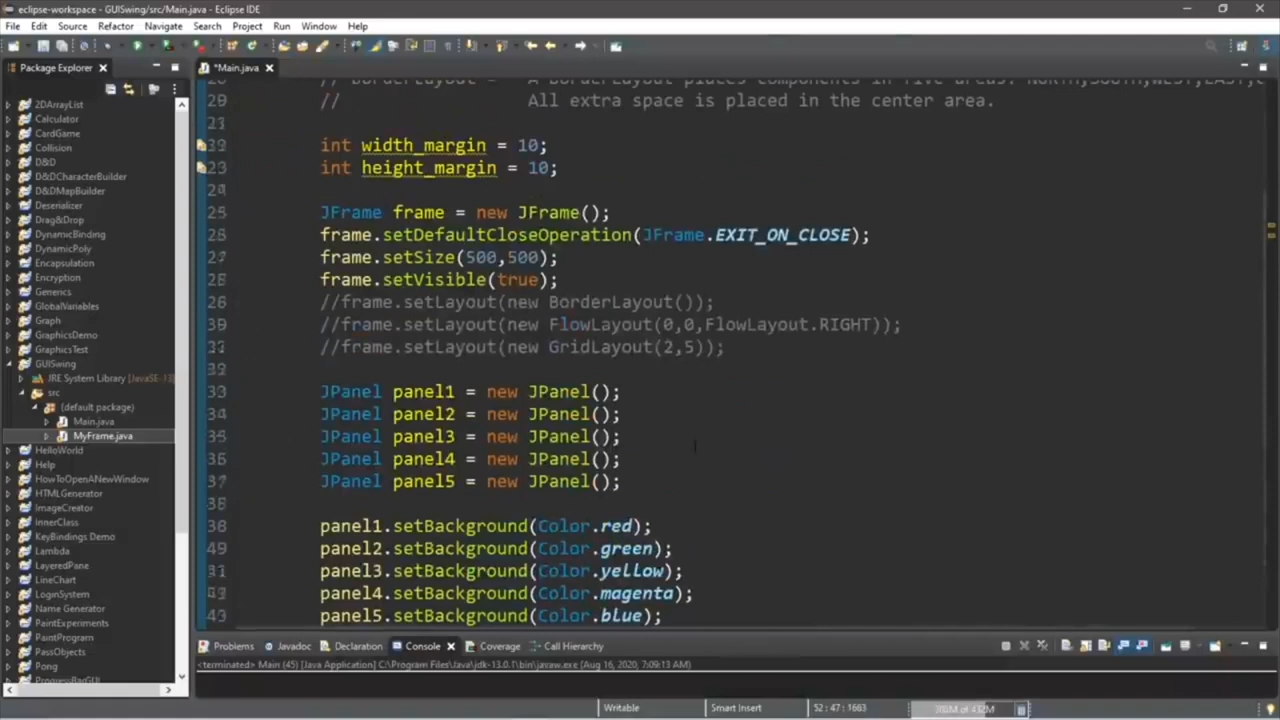 eclipse-workspace - GUISwing/src/Main.java - Eclipse IDE
File Edit Source Refactor Navigate Search Project Run Window Help
Package Explorer
*Main.java
2DArrayList
Calculator
CardGame
Collision
D&D
D&DCharacterBuilder
D&DMapBuilder
Deserializer
Drag&Drop
DynamicBinding
DynamicPoly
Encapsulation
Encryption
Generics
GlobalVariables
Graph
GraphicsDemo
GraphicsTest
GUISwing
JRE System Library [JavaSE-13]
src
(default package)
Main.java
MyFrame.java
HelloWorld
Help
HowToOpenANewWindow
HTMLGenerator
ImageCreator
InnerClass
KeyBindings Demo
Lambda
LayeredPane
LineChart
LoginSystem
Name Generator
PaintExperiments
PaintProgram
PassObjects
Pong
ProgressBarGUI
// BorderLayout = A BorderLayout places components in five areas: NORTH,SOUTH,WEST,EAST,
// All extra space is placed in the center area.
int width_margin = 10;
int height_margin = 10;
JFrame frame = new JFrame();
frame.setDefaultCloseOperation(JFrame.EXIT_ON_CLOSE);
frame.setSize(500,500);
frame.setVisible(true);
//frame.setLayout(new BorderLayout());
//frame.setLayout(new FlowLayout(0,0,FlowLayout.RIGHT));
//frame.setLayout(new GridLayout(2,5));
33 JPanel panel1 = new JPanel();
34 JPanel panel2 = new JPanel();
JPanel panel3 = new JPanel();
JPanel panel4 = new JPanel();
JPanel panel5 = new JPanel();
panel1.setBackground(Color.red);
panel2.setBackground(Color.green);
panel3.setBackground(Color.yellow);
panel4.setBackground(Color.magenta);
panel5.setBackground(Color.blue);
Problems Javadoc Declaration Console Coverage Call Hierarchy
<terminated> Main (45) [Java Application] C:\Program Files\Java\jdk-13.0.1\bin\javaw.exe (Aug 16, 2020, 7:09:13 AM)
Writable Smart Insert 52 : 47 : 1663